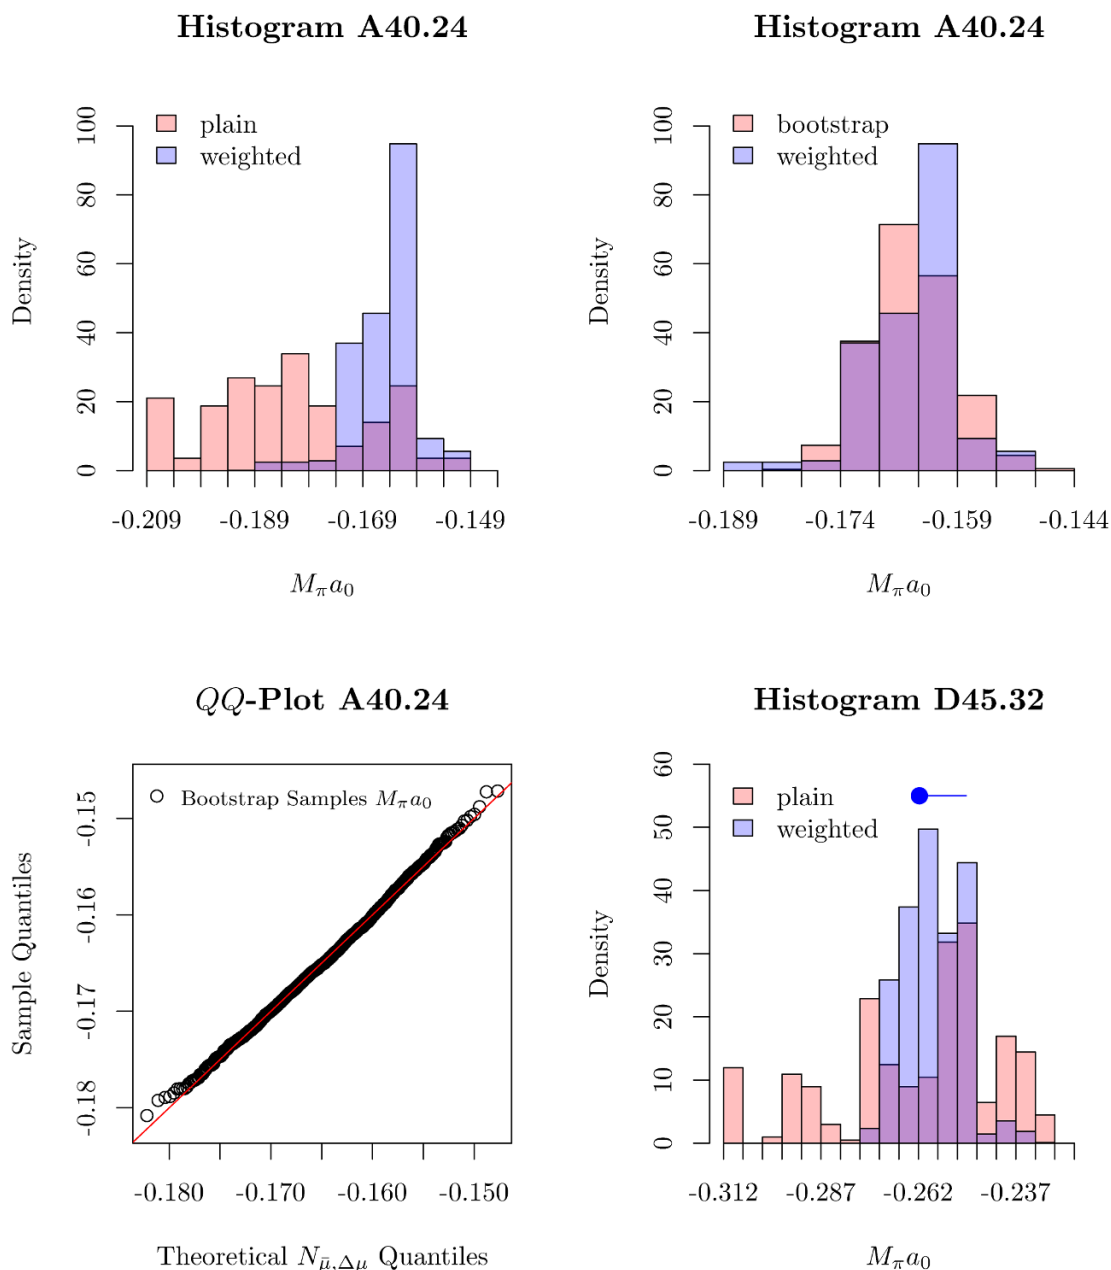 Histogram A40.24
plain
weighted
Density
0 20 40 60 80 100
-0.209 -0.189 -0.169 -0.149
$M_\pi a_0$
Histogram A40.24
bootstrap
weighted
Density
0 20 40 60 80 100
-0.189 -0.174 -0.159 -0.144
$M_\pi a_0$
QQ-Plot A40.24
Bootstrap Samples $M_\pi a_0$
Sample Quantiles
-0.18 -0.17 -0.16 -0.15
-0.180 -0.170 -0.160 -0.150
Theoretical $N_{\bar{\mu},\Delta\mu}$ Quantiles
Histogram D45.32
plain
weighted
Density
0 10 20 30 40 50 60
-0.312 -0.287 -0.262 -0.237
$M_\pi a_0$